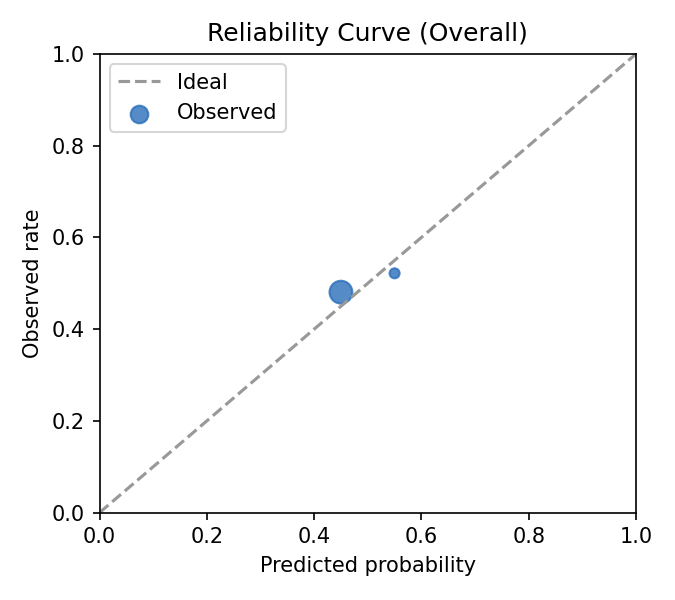 Reliability Curve (Overall)
Ideal
Observed
1.0
0.8
0.6
0.4
0.2
0.0
Observed rate
0.0 0.2 0.4 0.6 0.8 1.0
Predicted probability